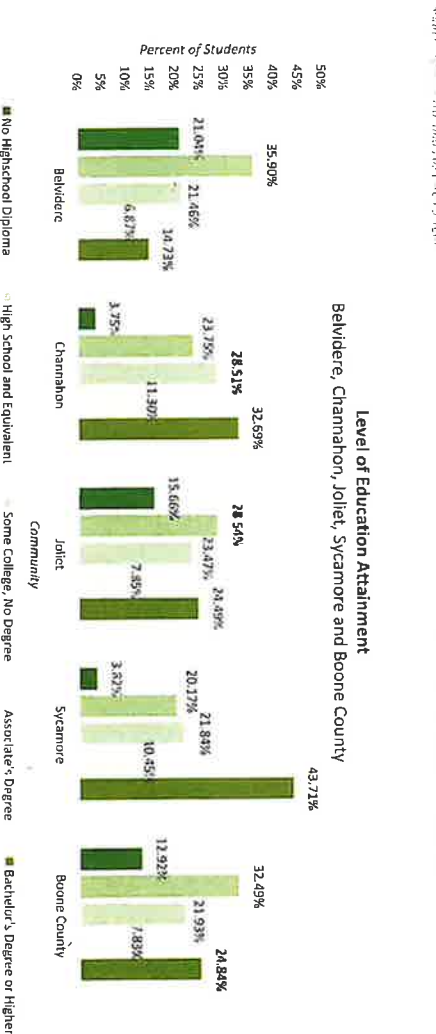 Level of Education Attainment
Belvidere, Channahon, Joliet, Sycamore and Boone County
Percent of Students
50%
45%
40%
35%
30%
25%
20%
15%
10%
5%
0%
21.04%
35.90%
21.46%
6.87%
14.73%
3.75%
23.75%
28.51%
11.30%
32.69%
15.66%
28.54%
23.47%
7.85%
24.49%
3.82%
20.17%
21.84%
10.45%
43.71%
12.92%
32.49%
21.93%
7.83%
24.84%
Belvidere
Channahon
Joliet
Sycamore
Boone County
Community
No Highschool Diploma
High School and Equivalent
Some College, No Degree
Associate's Degree
Bachelor's Degree or Higher